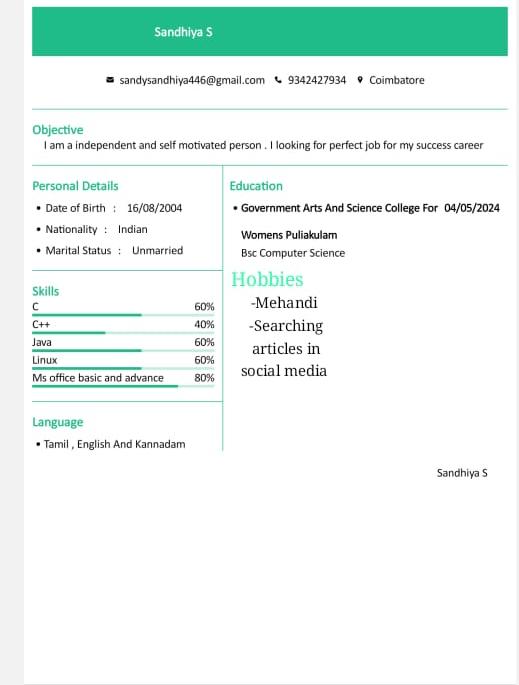 Sandhiya S
sandysandhiya446@gmail.com 9342427934 Coimbatore
Objective
I am a independent and self motivated person . I looking for perfect job for my success career
Personal Details
• Date of Birth : 16/08/2004
• Nationality : Indian
• Marital Status : Unmarried
Skills
C 60%
C++ 40%
Java 60%
Linux 60%
Ms office basic and advance 80%
Language
• Tamil , English And Kannadam
Education
• Government Arts And Science College For 04/05/2024
Womens Puliakulam
Bsc Computer Science
Hobbies
-Mehandi
-Searching
articles in
social media
Sandhiya S